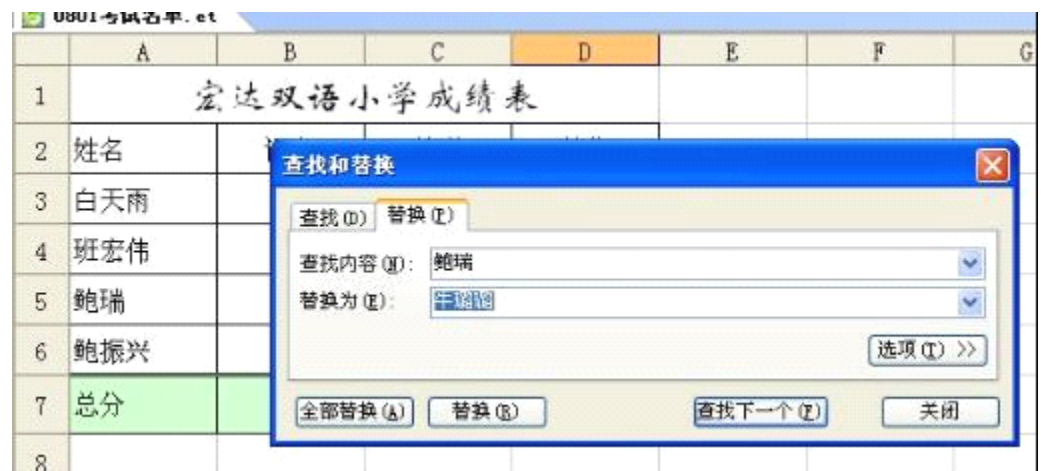 0801考试名单.et
A B C D E F G
1 宏达双语小学成绩表
2 姓名
3 白天雨
4 班宏伟
5 鲍瑞
6 鲍振兴
7 总分
8
查找和替换
查找(D) 替换(P)
查找内容(N): 鲍瑞
替换为(E):
选项(T) >>
全部替换(A) 替换(R) 查找下一个(F) 关闭